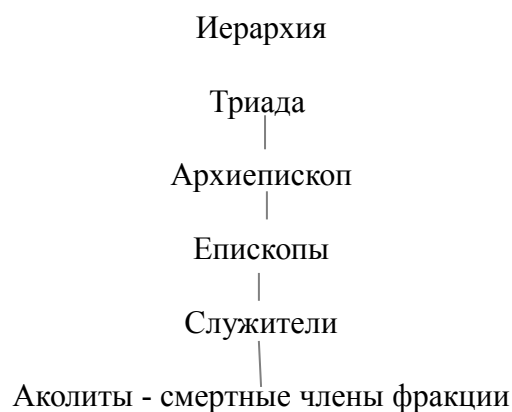 Иерархия
Триада
Архиепископ
Епископы
Служители
Аколиты - смертные члены фракции